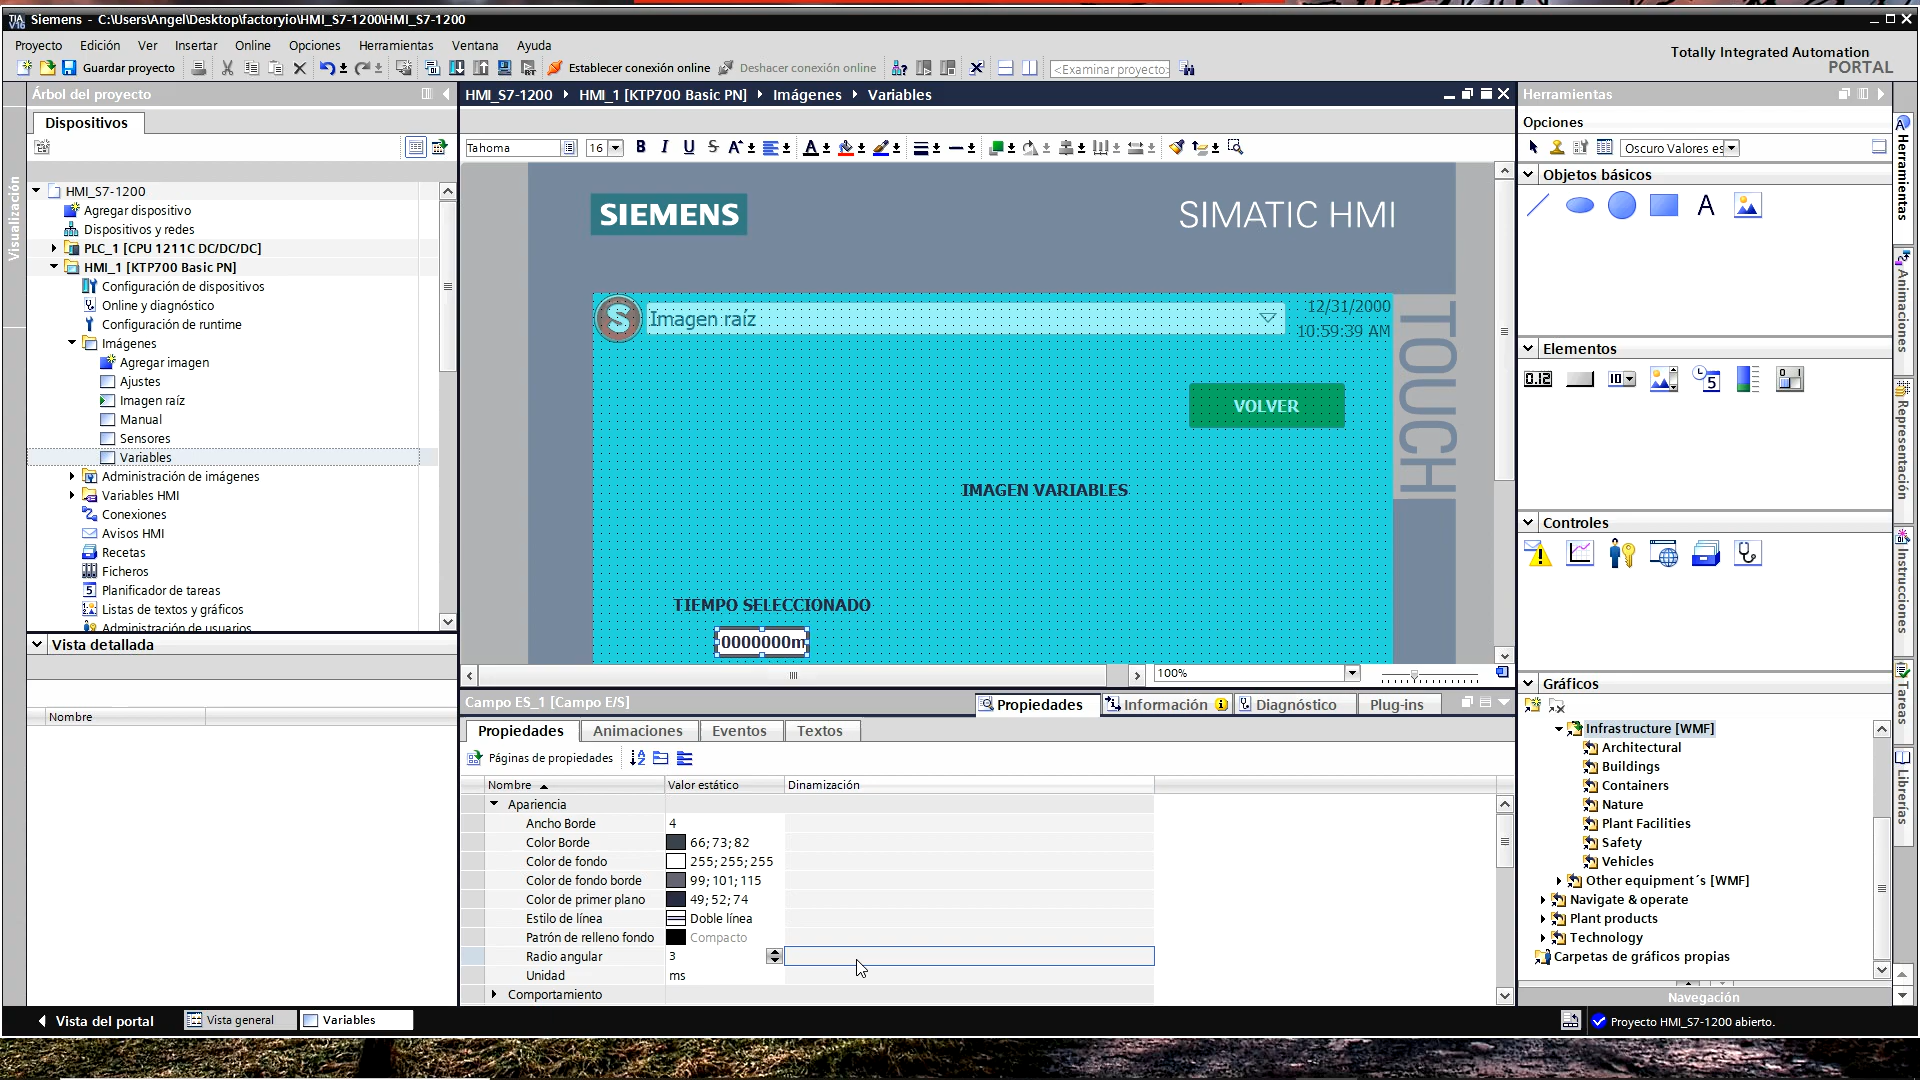 Siemens - C:\Users\Angel\Desktop\factoryio\HMI_S7-1200\HMI_S7-1200
Proyecto Edición Ver Insertar Online Opciones Herramientas Ventana Ayuda
Totally Integrated Automation
PORTAL
Guardar proyecto
Establecer conexión online
Deshacer conexión online
<Examinar proyecto>
Árbol del proyecto
HMI_S7-1200 HMI_1 [KTP700 Basic PN] Imágenes Variables
Herramientas
Dispositivos
Opciones
Tahoma 16
Oscuro Valores es
Visualización
HMI_S7-1200
Agregar dispositivo
Dispositivos y redes
PLC_1 [CPU 1211C DC/DC/DC]
HMI_1 [KTP700 Basic PN]
Configuración de dispositivos
Online y diagnóstico
Configuración de runtime
Imágenes
Agregar imagen
Ajustes
Imagen raíz
Manual
Sensores
Variables
Administración de imágenes
Variables HMI
Conexiones
Avisos HMI
Recetas
Ficheros
Planificador de tareas
Listas de textos y gráficos
Administración de usuarios
Vista detallada
Nombre
SIEMENS
SIMATIC HMI
TOUCH
Imagen raíz
12/31/2000
10:59:39 AM
VOLVER
IMAGEN VARIABLES
TIEMPO SELECCIONADO
0000000m
100%
Campo ES_1 [Campo E/S]
Propiedades Información Diagnóstico Plug-ins
Propiedades Animaciones Eventos Textos
Páginas de propiedades
Nombre Valor estático Dinamización
Apariencia
Ancho Borde 4
Color Borde 66; 73; 82
Color de fondo 255; 255; 255
Color de fondo borde 99; 101; 115
Color de primer plano 49; 52; 74
Estilo de línea Doble línea
Patrón de relleno fondo Compacto
Radio angular 3
Unidad ms
Comportamiento
Objetos básicos
Elementos
Controles
Gráficos
Infrastructure [WMF]
Architectural
Buildings
Containers
Nature
Plant Facilities
Safety
Vehicles
Other equipment´s [WMF]
Navigate & operate
Plant products
Technology
Carpetas de gráficos propias
Navegación
Herramientas
Animaciones
Representación
Instrucciones
Tareas
Librerías
Vista del portal
Vista general
Variables
Proyecto HMI_S7-1200 abierto.